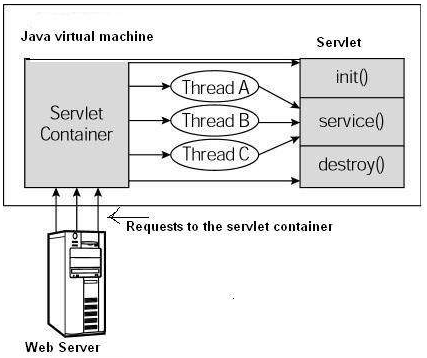 Java virtual machine
Servlet
Servlet
Container
Thread A
Thread B
Thread C
init()
service()
destroy()
Requests to the servlet container
Web Server